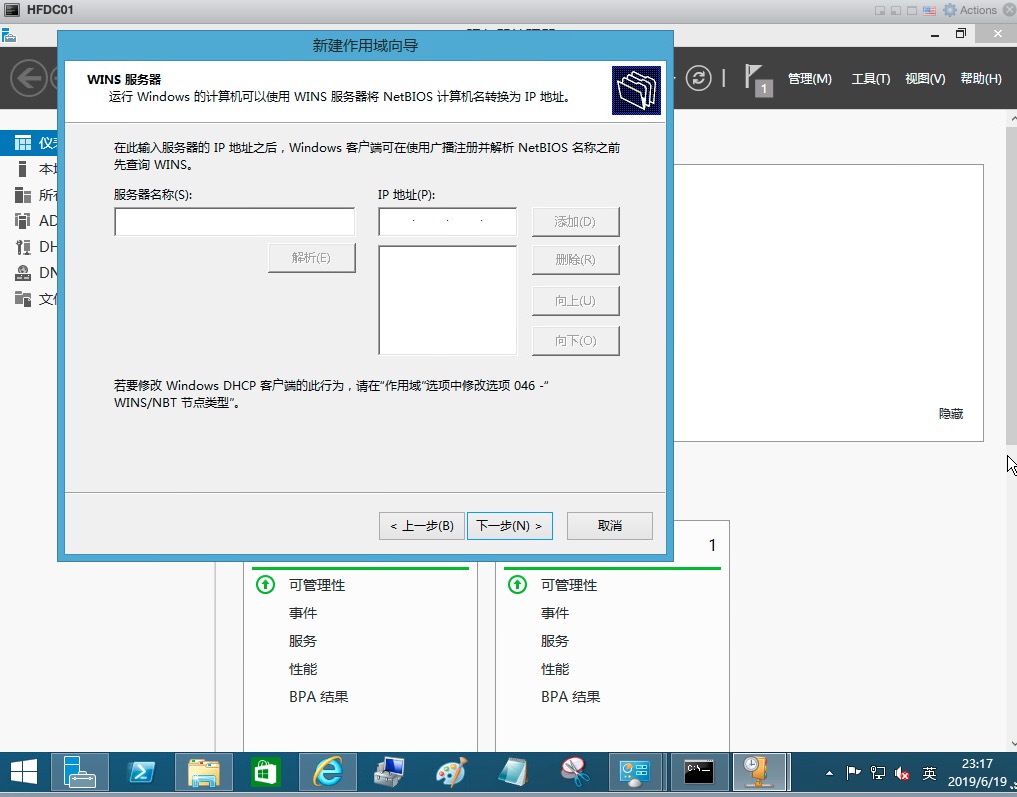 HFDC01
Actions
新建作用域向导
管理(M)
工具(T)
视图(V)
帮助(H)
1
WINS 服务器
运行 Windows 的计算机可以使用 WINS 服务器将 NetBIOS 计算机名转换为 IP 地址。
在此输入服务器的 IP 地址之后，Windows 客户端可在使用广播注册并解析 NetBIOS 名称之前
先查询 WINS。
服务器名称(S):
IP 地址(P):
添加(D)
解析(E)
删除(R)
向上(U)
向下(O)
若要修改 Windows DHCP 客户端的此行为，请在“作用域”选项中修改选项 046 -“
WINS/NBT 节点类型”。
< 上一步(B)
下一步(N) >
取消
AD
DH
DN
隐藏
1
可管理性
事件
服务
性能
BPA 结果
可管理性
事件
服务
性能
BPA 结果
英
23:17
2019/6/19